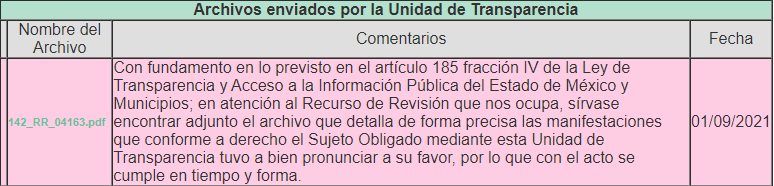 Archivos enviados por la Unidad de Transparencia
Nombre del
Archivo
Comentarios
Fecha
142_RR_04163.pdf
Con fundamento en lo previsto en el artículo 185 fracción IV de la Ley de
Transparencia y Acceso a la Información Pública del Estado de México y
Municipios; en atención al Recurso de Revisión que nos ocupa, sírvase
encontrar adjunto el archivo que detalla de forma precisa las manifestaciones
que conforme a derecho el Sujeto Obligado mediante esta Unidad de
Transparencia tuvo a bien pronunciar a su favor, por lo que con el acto se
cumple en tiempo y forma.
01/09/2021